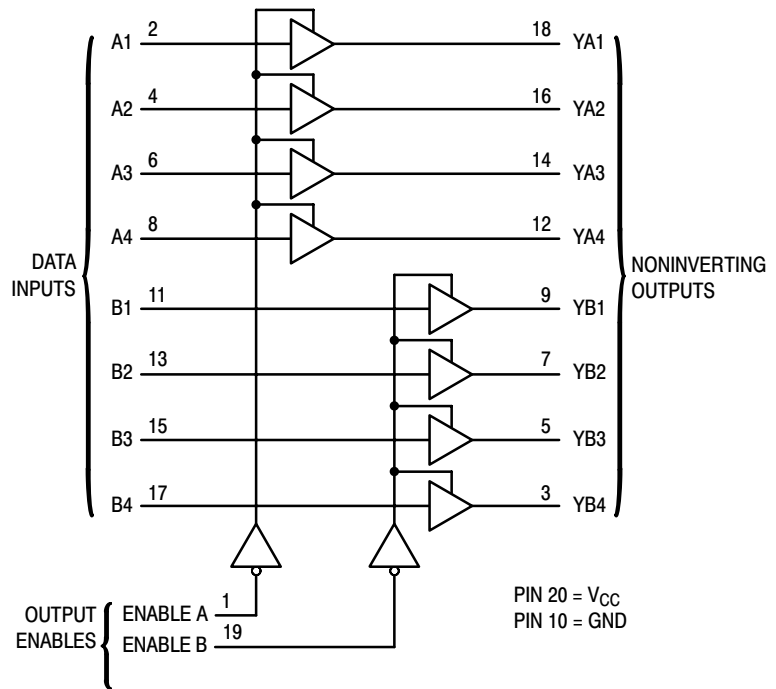 A1 2 18 YA1
A2 4 16 YA2
A3 6 14 YA3
A4 8 12 YA4
DATA
INPUTS
NONINVERTING
OUTPUTS
B1 11 9 YB1
B2 13 7 YB2
B3 15 5 YB3
B4 17 3 YB4
OUTPUT
ENABLES
ENABLE A 1
ENABLE B 19
PIN 20 = VCC
PIN 10 = GND